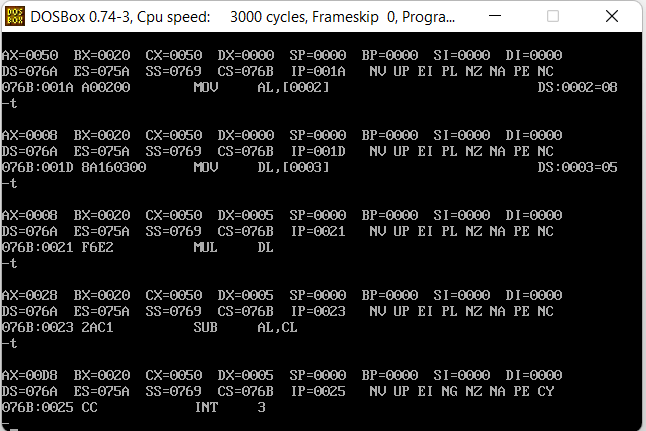 DOS BOX DOSBox 0.74-3, Cpu speed: 3000 cycles, Frameskip 0, Progra...
AX=0050 BX=0020 CX=0050 DX=0000 SP=0000 BP=0000 SI=0000 DI=0000
DS=076A ES=075A SS=0769 CS=076B IP=001A NV UP EI PL NZ NA PE NC
076B:001A A00200 MOV AL,[0002] DS:0002=08
-t
AX=0008 BX=0020 CX=0050 DX=0000 SP=0000 BP=0000 SI=0000 DI=0000
DS=076A ES=075A SS=0769 CS=076B IP=001D NV UP EI PL NZ NA PE NC
076B:001D 8A160300 MOV DL,[0003] DS:0003=05
-t
AX=0008 BX=0020 CX=0050 DX=0005 SP=0000 BP=0000 SI=0000 DI=0000
DS=076A ES=075A SS=0769 CS=076B IP=0021 NV UP EI PL NZ NA PE NC
076B:0021 F6E2 MUL DL
-t
AX=0028 BX=0020 CX=0050 DX=0005 SP=0000 BP=0000 SI=0000 DI=0000
DS=076A ES=075A SS=0769 CS=076B IP=0023 NV UP EI PL NZ NA PE NC
076B:0023 2AC1 SUB AL,CL
-t
AX=00D8 BX=0020 CX=0050 DX=0005 SP=0000 BP=0000 SI=0000 DI=0000
DS=076A ES=075A SS=0769 CS=076B IP=0025 NV UP EI NG NZ NA PE CY
076B:0025 CC INT 3
-